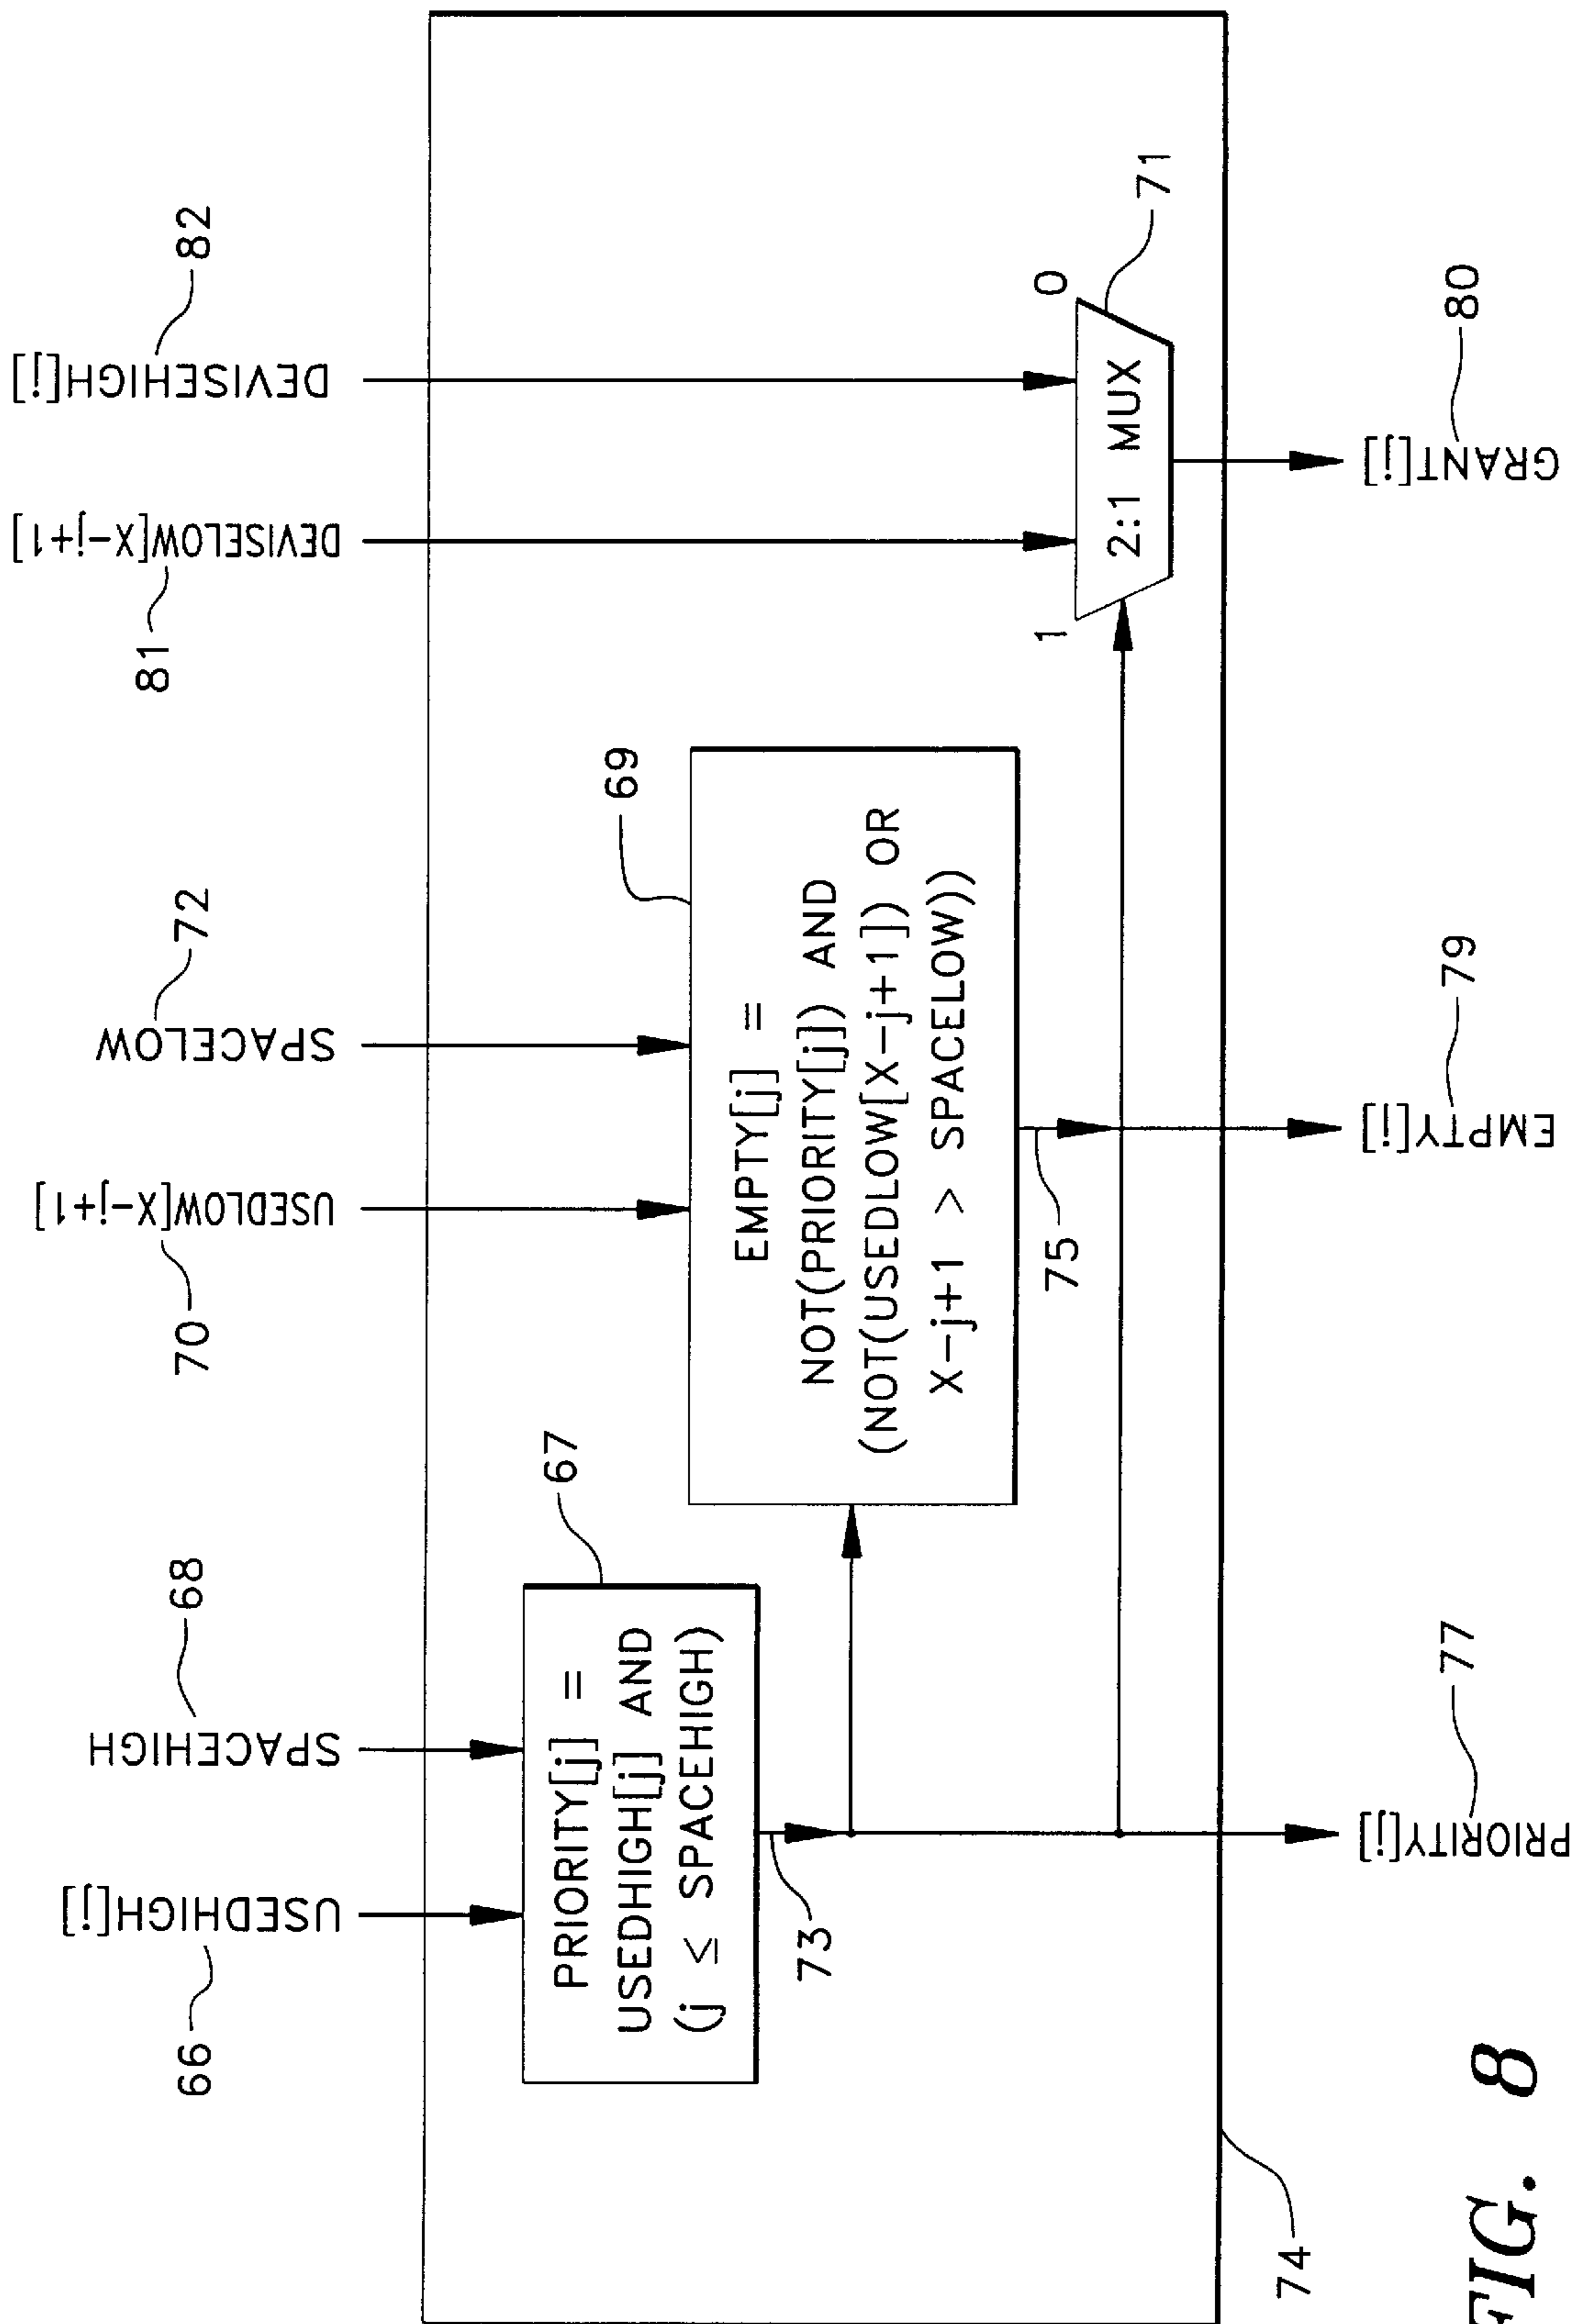 66
USEDHIGH[j]
SPACEHIGH
68
70
USEDLOW[X-j+1]
SPACELOW
72
81
DEVISELOW[X-j+1]
DEVISEHIGH[j]
82
67
PRIORITY[j] =
USEDHIGH[j] AND
(j ≤ SPACEHIGH)
73
69
EMPTY[j] =
NOT(PRIORITY[j]) AND
(NOT(USEDLOW[X-j+1]) OR
X-j+1 > SPACELOW))
75
1
0
2:1 MUX
71
74
PRIORITY[j]
77
EMPTY[j]
79
GRANT[j]
80
FIG. 8